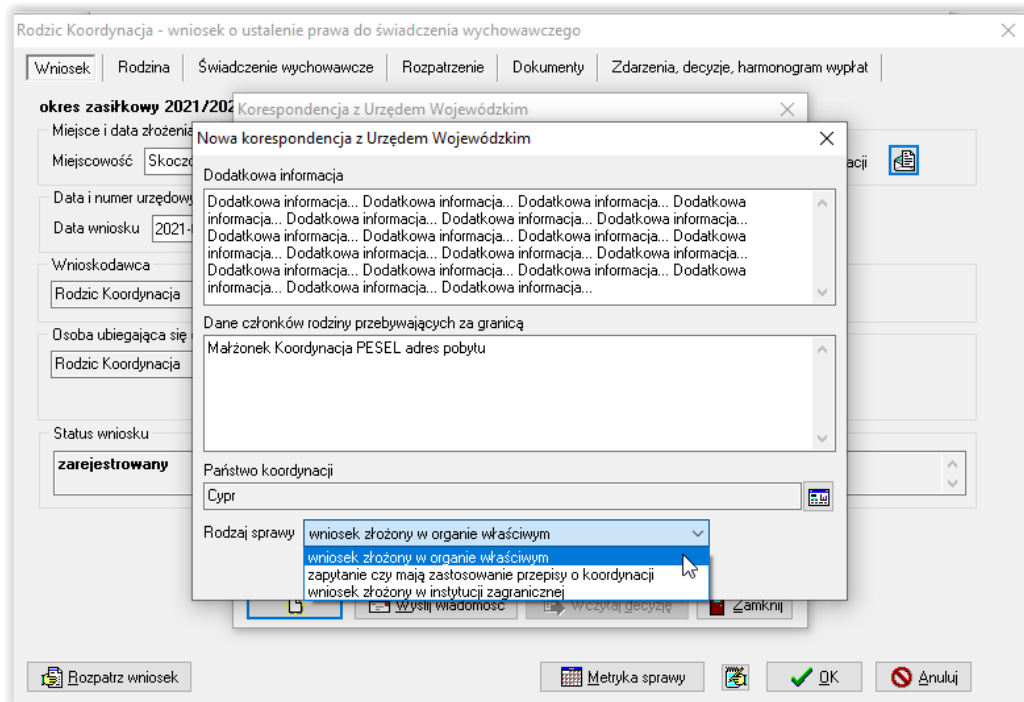 Rodzic Koordynacja - wniosek o ustalenie prawa do świadczenia wychowawczego
Wniosek Rodzina Świadczenie wychowawcze Rozpatrzenie Dokumenty Zdarzenia, decyzje, harmonogram wypłat
okres zasiłkowy 2021/202
Korespondencja z Urzędem Wojewódzkim
Miejsce i data złożenia
Nowa korespondencja z Urzędem Wojewódzkim
Miejscowość Skoczó
acji
Dodatkowa informacja
Dodatkowa informacja... Dodatkowa informacja... Dodatkowa informacja... Dodatkowa
informacja... Dodatkowa informacja... Dodatkowa informacja... Dodatkowa informacja...
Dodatkowa informacja... Dodatkowa informacja... Dodatkowa informacja... Dodatkowa
informacja... Dodatkowa informacja... Dodatkowa informacja... Dodatkowa informacja...
Dodatkowa informacja... Dodatkowa informacja... Dodatkowa informacja... Dodatkowa
informacja... Dodatkowa informacja... Dodatkowa informacja...
Data i numer urzędowy
Data wniosku 2021-
Wnioskodawca
Rodzic Koordynacja
Dane członków rodziny przebywających za granicą
Małżonek Koordynacja PESEL adres pobytu
Osoba ubiegająca się
Rodzic Koordynacja
Status wniosku
zarejestrowany
Państwo koordynacji
Cypr
Rodzaj sprawy wniosek złożony w organie właściwym
wniosek złożony w organie właściwym
zapytanie czy mają zastosowanie przepisy o koordynacji
wniosek złożony w instytucji zagranicznej
Wyślij wiadomość Wczytaj decyzję Zamknij
Rozpatrz wniosek Metryka sprawy OK Anuluj